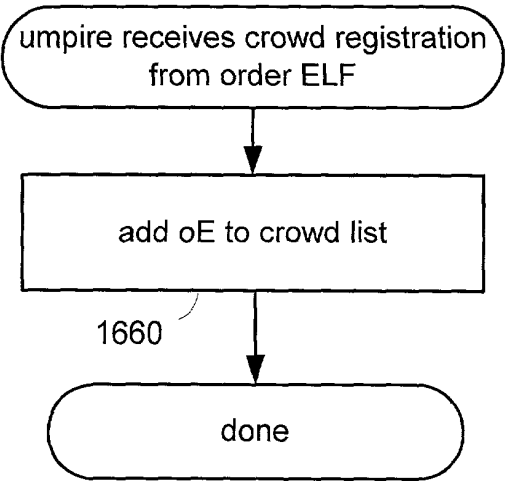 umpire receives crowd registration
from order ELF
add oE to crowd list
1660
done